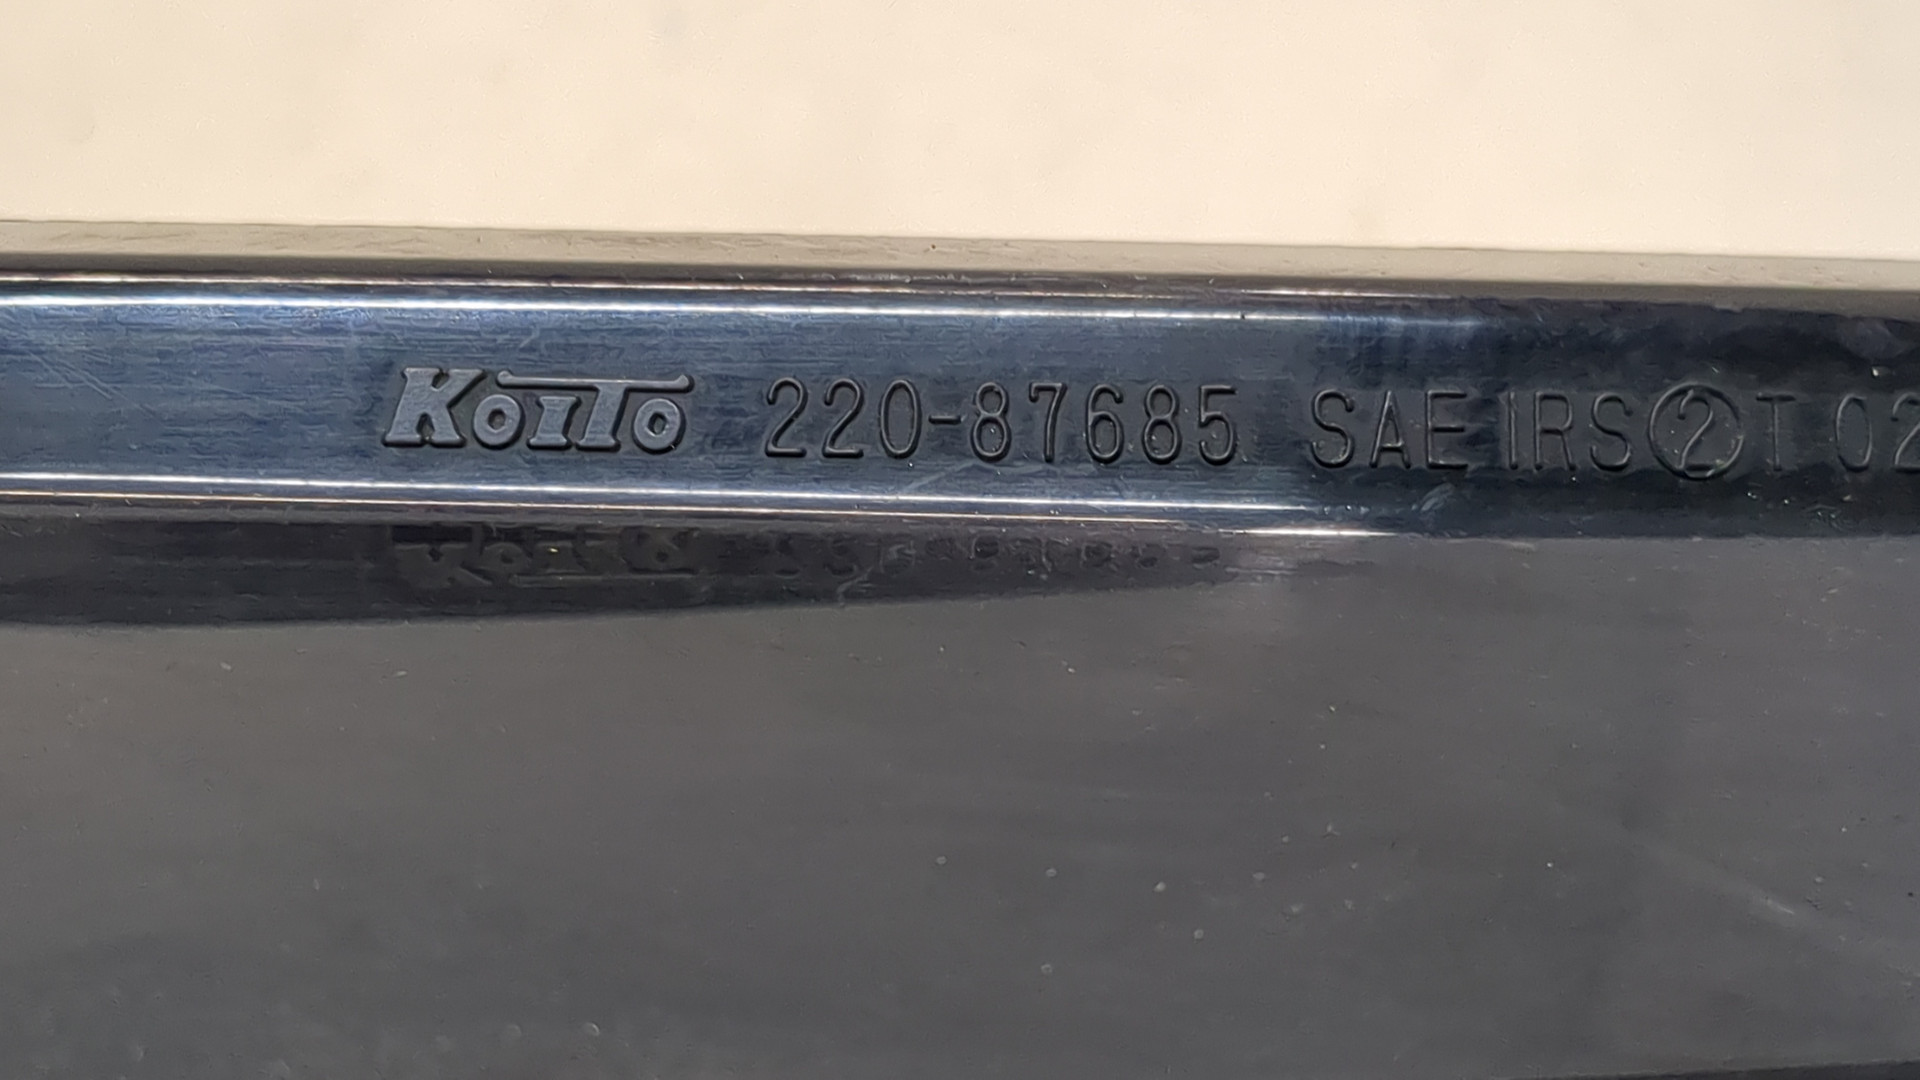 KoiTo 220-87685 SAE IRS②T 02